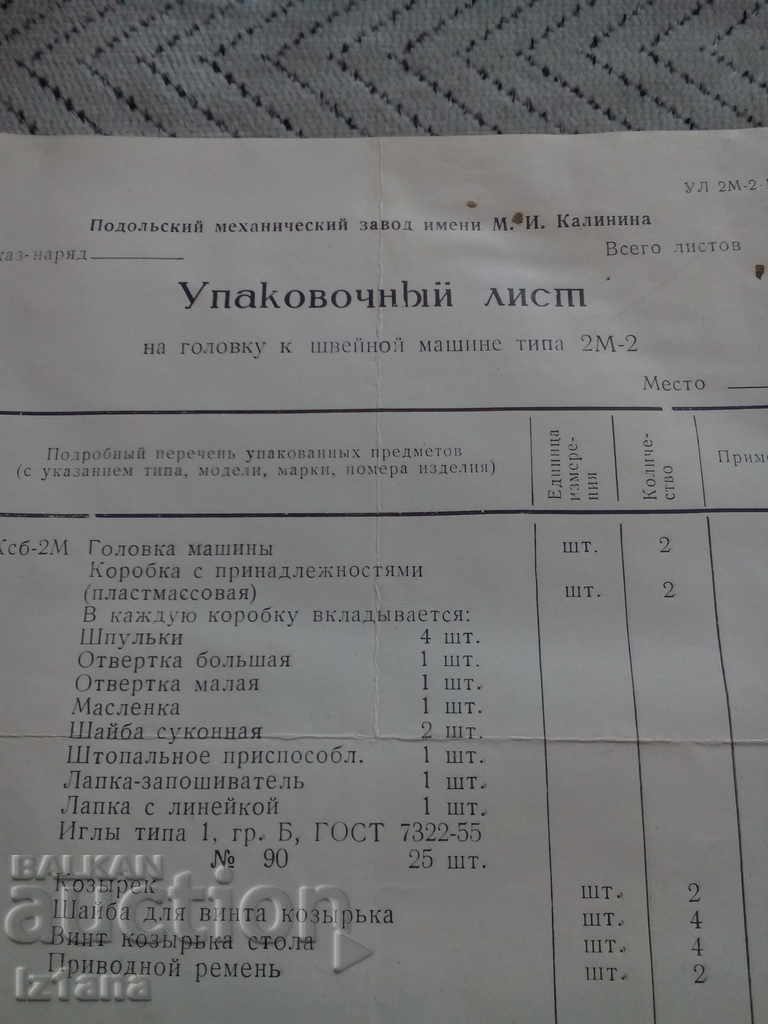 УЛ 2М-2
Подольский механический завод имени М. И. Калинина
каз-наряд Всего листов
Упаковочный лист
на головку к швейной машине типа 2М-2
Место
Подробный перечень упакованных предметов
(с указанием типа, модели, марки, номера изделия)
Единица
измере-
ния
Количе-
ство
Прим
Ксб-2М Головка машины шт. 2
Коробка с принадлежностями
(пластмассовая) шт. 2
В каждую коробку вкладывается:
Шпульки 4 шт.
Отвертка большая 1 шт.
Отвертка малая 1 шт.
Масленка 1 шт.
Шайба суконная 2 шт.
Штопальное приспособл. 1 шт.
Лапка-запошиватель 1 шт.
Лапка с линейкой 1 шт.
Иглы типа 1, гр. Б, ГОСТ 7322-55
№ 90 25 шт.
Козырек шт. 2
Шайба для винта козырька шт. 4
Винт козырька стола шт. 4
Приводной ремень шт. 2
BALKAN
auction
Iz1ana